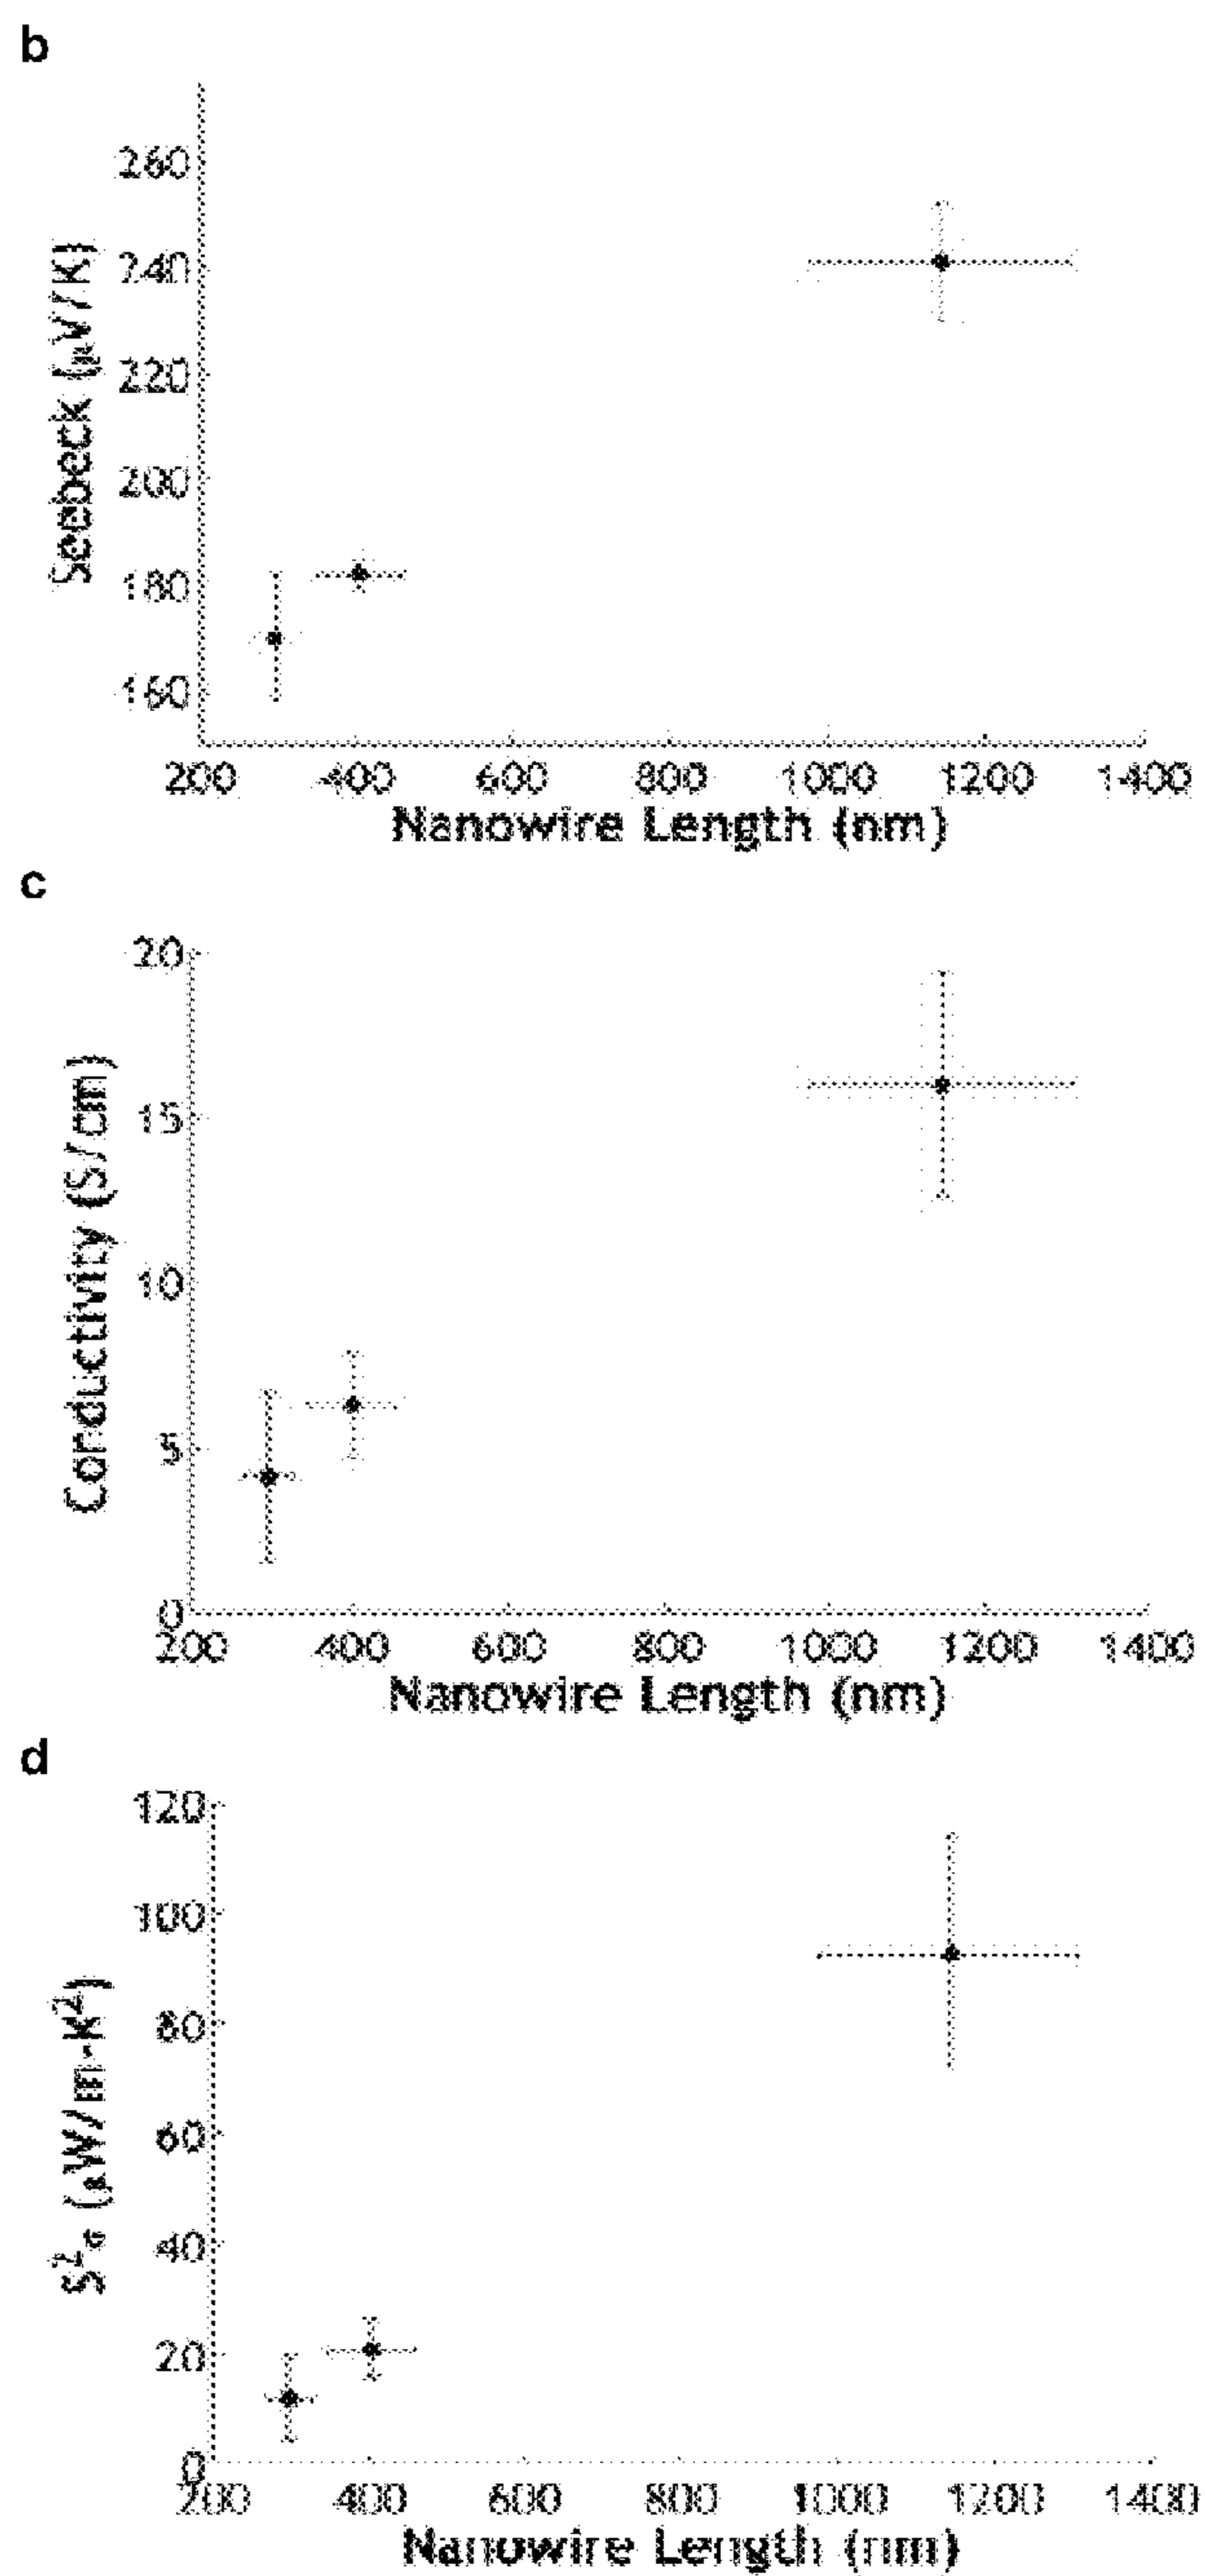 b
260
240
220
200
180
160
Seebeck (μV/K)
200 400 600 800 1000 1200 1400
Nanowire Length (nm)
c
20
15
10
5
0
Conductivity (S/cm)
200 400 600 800 1000 1200 1400
Nanowire Length (nm)
d
120
100
80
60
40
20
0
S²σ (μW/m-K²)
200 400 600 800 1000 1200 1400
Nanowire Length (nm)